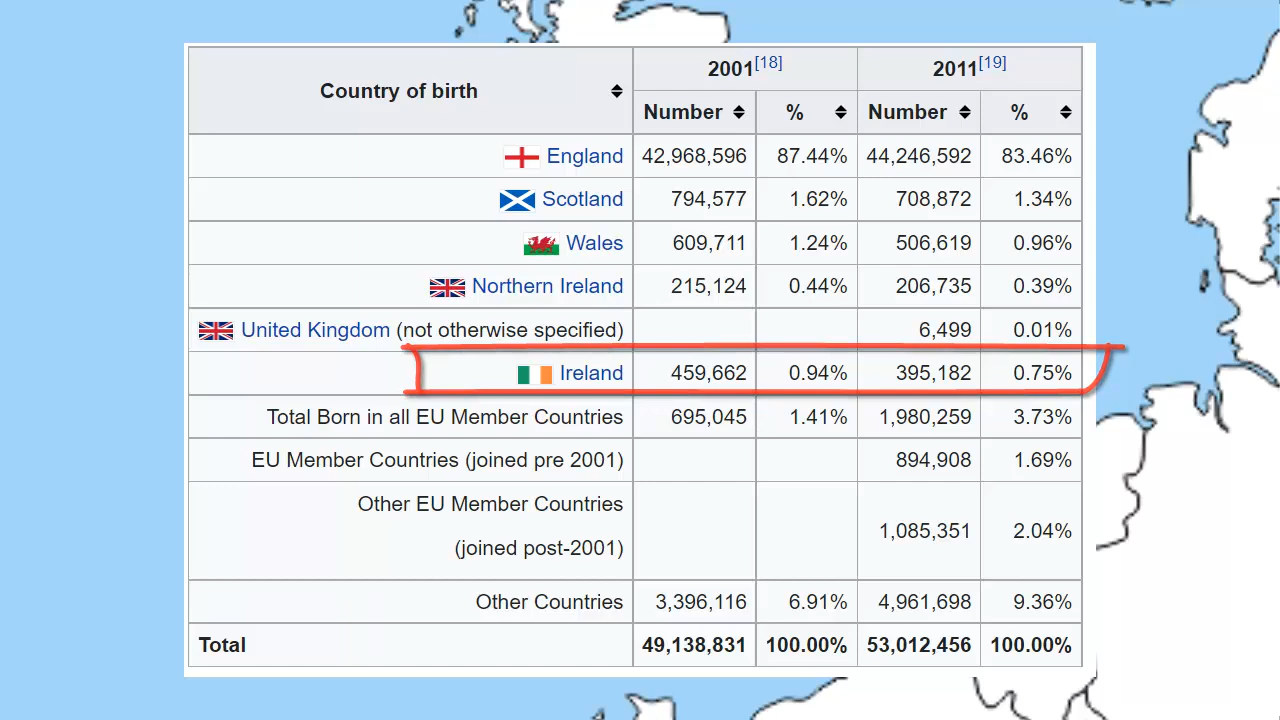 Country of birth 2001[18] 2011[19]
Number % Number %
England 42,968,596 87.44% 44,246,592 83.46%
Scotland 794,577 1.62% 708,872 1.34%
Wales 609,711 1.24% 506,619 0.96%
Northern Ireland 215,124 0.44% 206,735 0.39%
United Kingdom (not otherwise specified) 6,499 0.01%
Ireland 459,662 0.94% 395,182 0.75%
Total Born in all EU Member Countries 695,045 1.41% 1,980,259 3.73%
EU Member Countries (joined pre 2001) 894,908 1.69%
Other EU Member Countries
(joined post-2001) 1,085,351 2.04%
Other Countries 3,396,116 6.91% 4,961,698 9.36%
Total 49,138,831 100.00% 53,012,456 100.00%